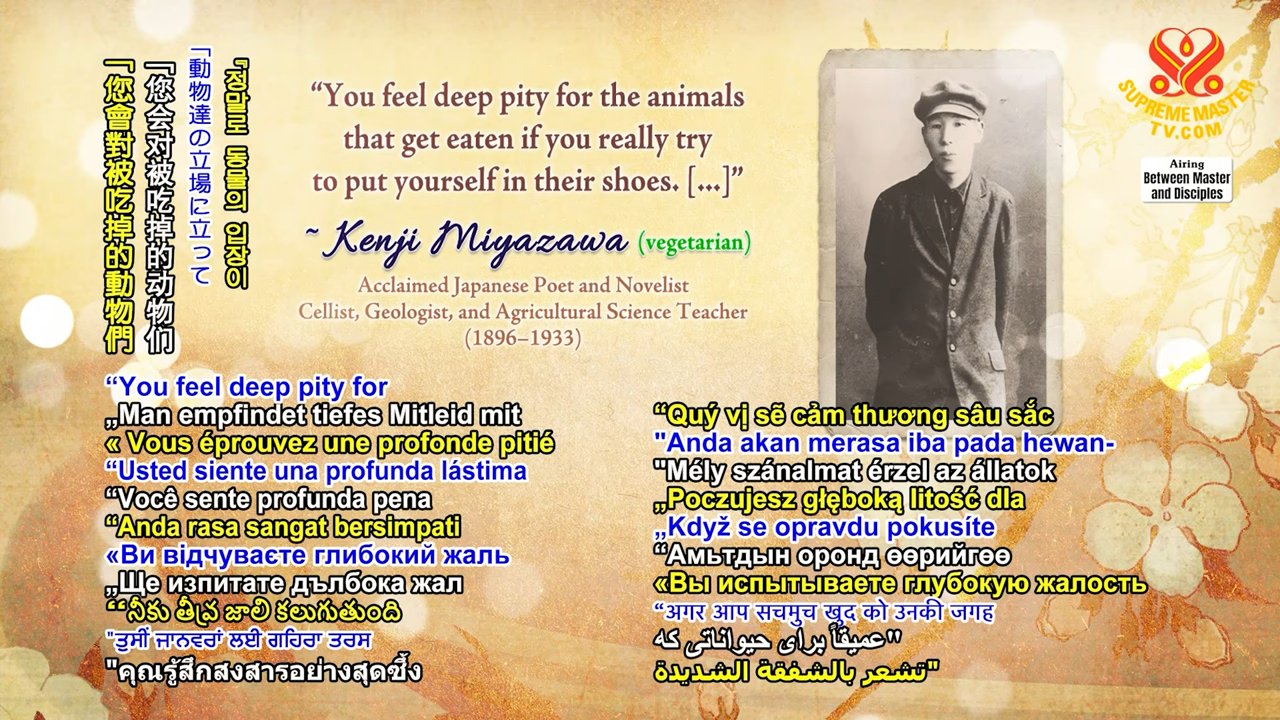 「您會對被吃掉的動物們
「您会对被吃掉的动物们
「動物達の立場に立って
『정말로 동물의 입장이
“You feel deep pity for the animals
that get eaten if you really try
to put yourself in their shoes. [...]”
~ Kenji Miyazawa (vegetarian)
Acclaimed Japanese Poet and Novelist
Cellist, Geologist, and Agricultural Science Teacher
(1896–1933)
SUPREME MASTER
TV.COM
Airing
Between Master
and Disciples
“You feel deep pity for
„Man empfindet tiefes Mitleid mit
« Vous éprouvez une profonde pitié
“Usted siente una profunda lástima
“Você sente profunda pena
“Anda rasa sangat bersimpati
«Ви відчуваєте глибокий жаль
„Ще изпитате дълбока жал
“నీకు తీవ్ర జాలి కలుగుతుంది
"ਤੁਸੀਂ ਜਾਨਵਰਾਂ ਲਈ ਗਹਿਰਾ ਤਰਸ
"คุณรู้สึกสงสารอย่างสุดซึ้ง
“Quý vị sẽ cảm thương sâu sắc
"Anda akan merasa iba pada hewan-
"Mély szánalmat érzel az állatok
„Poczujesz głęboką litość dla
„Když se opravdu pokusíte
“Амьтдын оронд өөрийгөө
«Вы испытываете глубокую жалость
“अगर आप सचमुच खुद को उनकी जगह
"عمیقاً برای حیواناتی که
"تشعر بالشفقة الشديدة